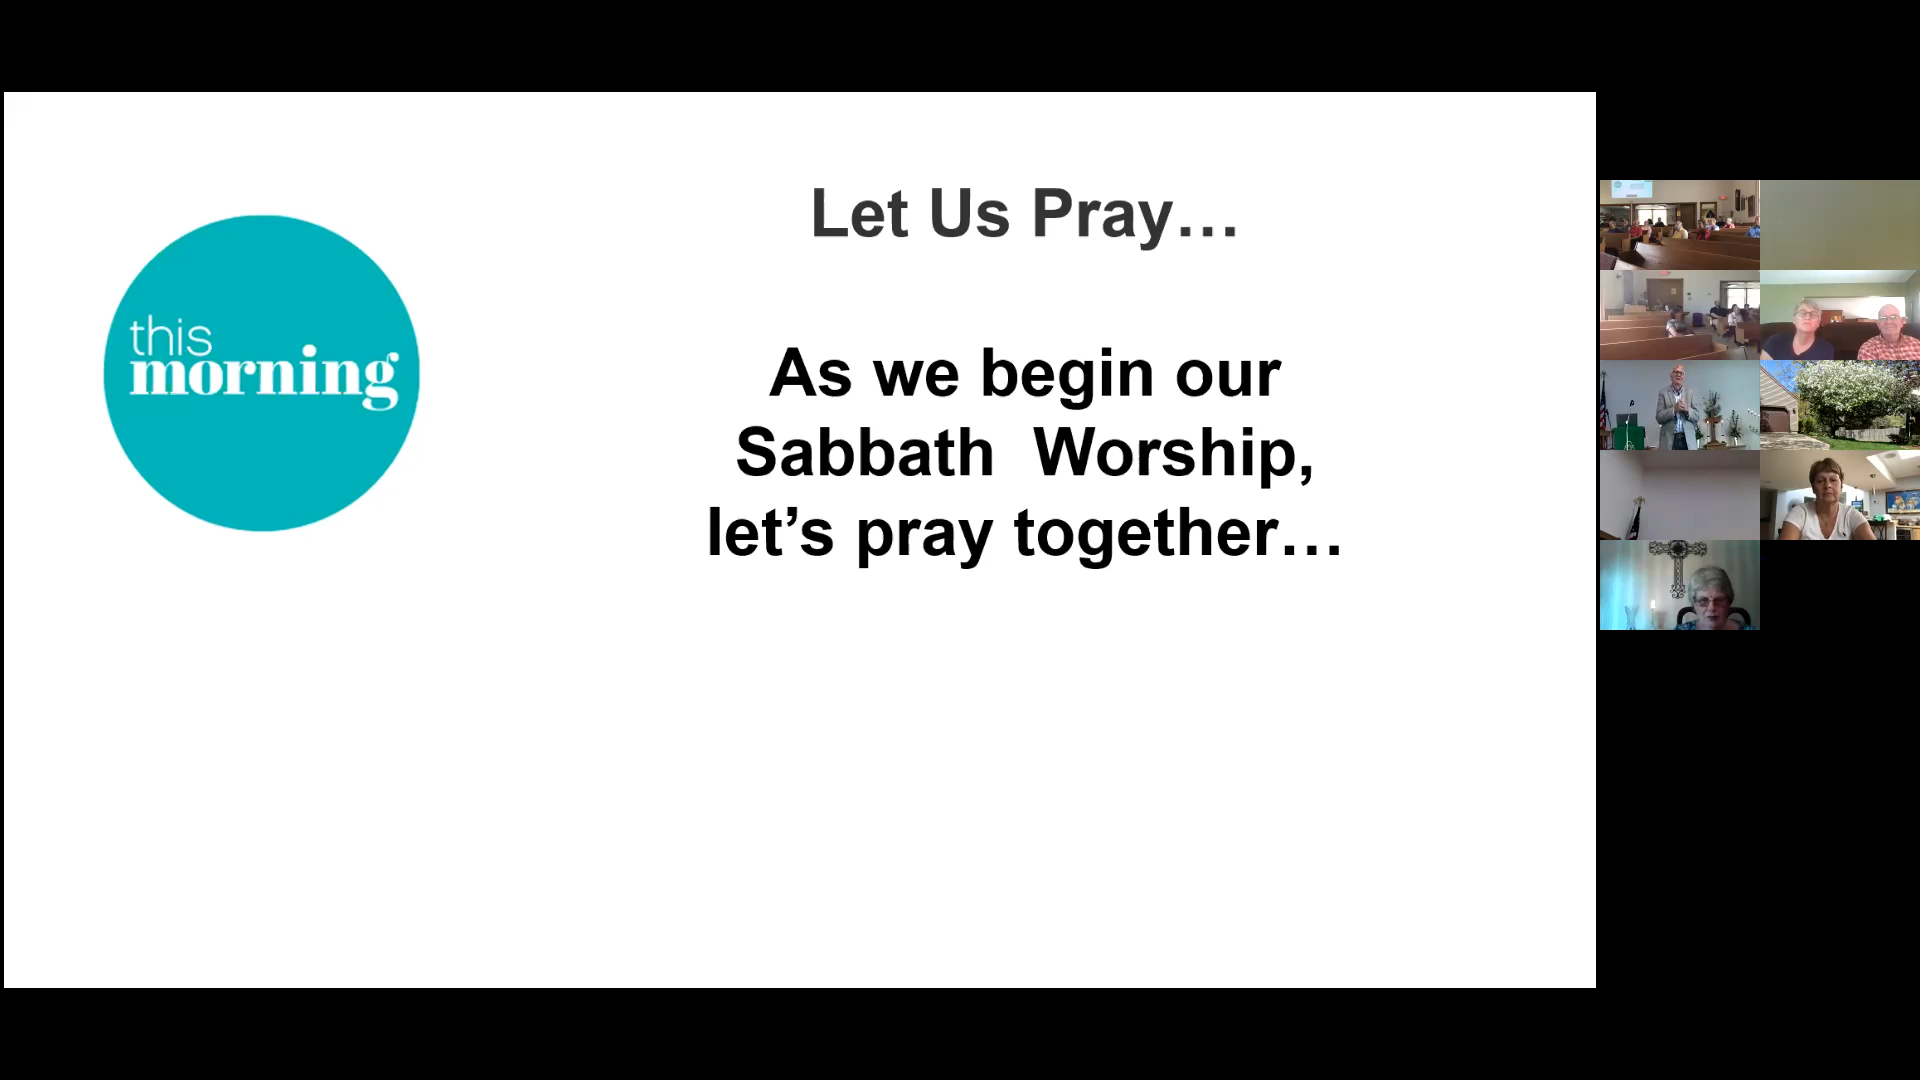 this
morning
Let Us Pray…
As we begin our
Sabbath  Worship,
let’s pray together…